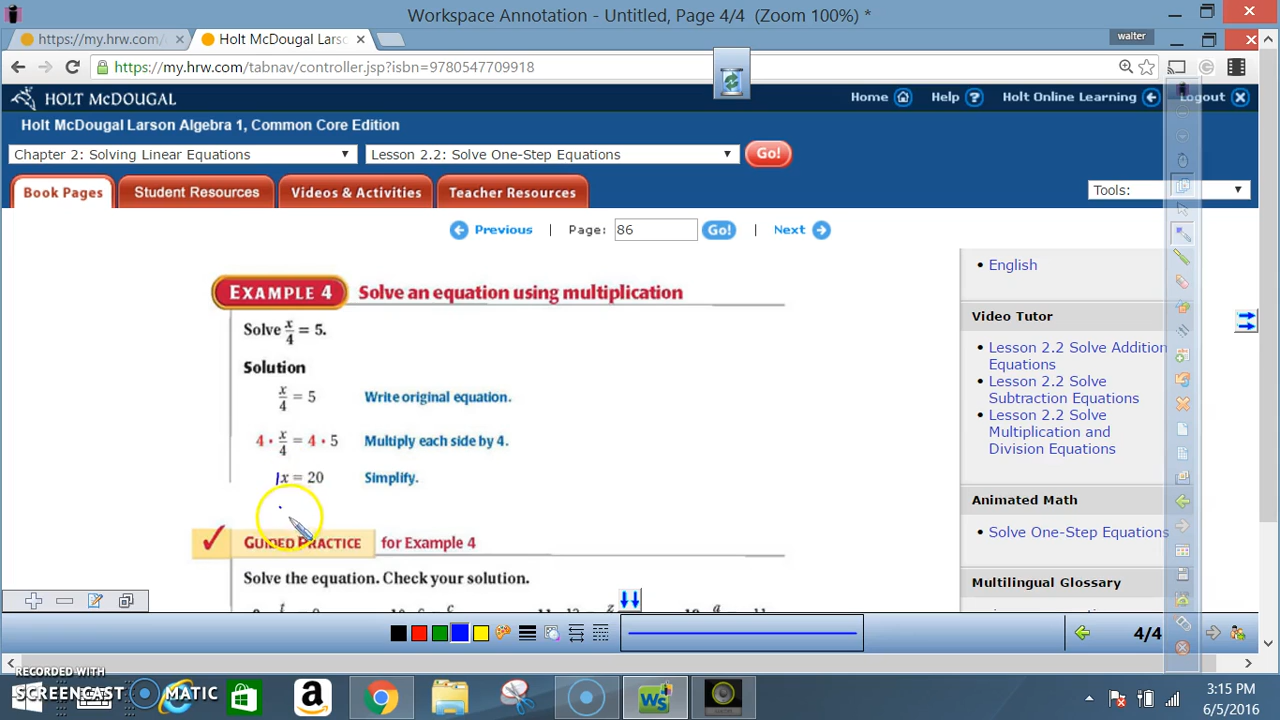 Workspace Annotation - Untitled, Page 4/4 (Zoom 100%) *
https://my.hrw.com/ ×
Holt McDougal Lars ×
walter
https://my.hrw.com/tabnav/controller.jsp?isbn=9780547709918
HOLT MCDOUGAL
Home Help ? Holt Online Learning Logout
Holt McDougal Larson Algebra 1, Common Core Edition
Chapter 2: Solving Linear Equations
Lesson 2.2: Solve One-Step Equations
Go!
Book Pages Student Resources Videos & Activities Teacher Resources
Tools:
Previous | Page: 86 Go! | Next
EXAMPLE 4 Solve an equation using multiplication
Solve x/4 = 5.
Solution
x/4 = 5 Write original equation.
4 • x/4 = 4 • 5 Multiply each side by 4.
1x = 20 Simplify.
GUIDED PRACTICE for Example 4
Solve the equation. Check your solution.
• English
Video Tutor
• Lesson 2.2 Solve Addition
Equations
• Lesson 2.2 Solve
Subtraction Equations
• Lesson 2.2 Solve
Multiplication and
Division Equations
Animated Math
• Solve One-Step Equations
Multilingual Glossary
4/4
RECORDED WITH
SCREENCAST MATIC
3:15 PM
6/5/2016